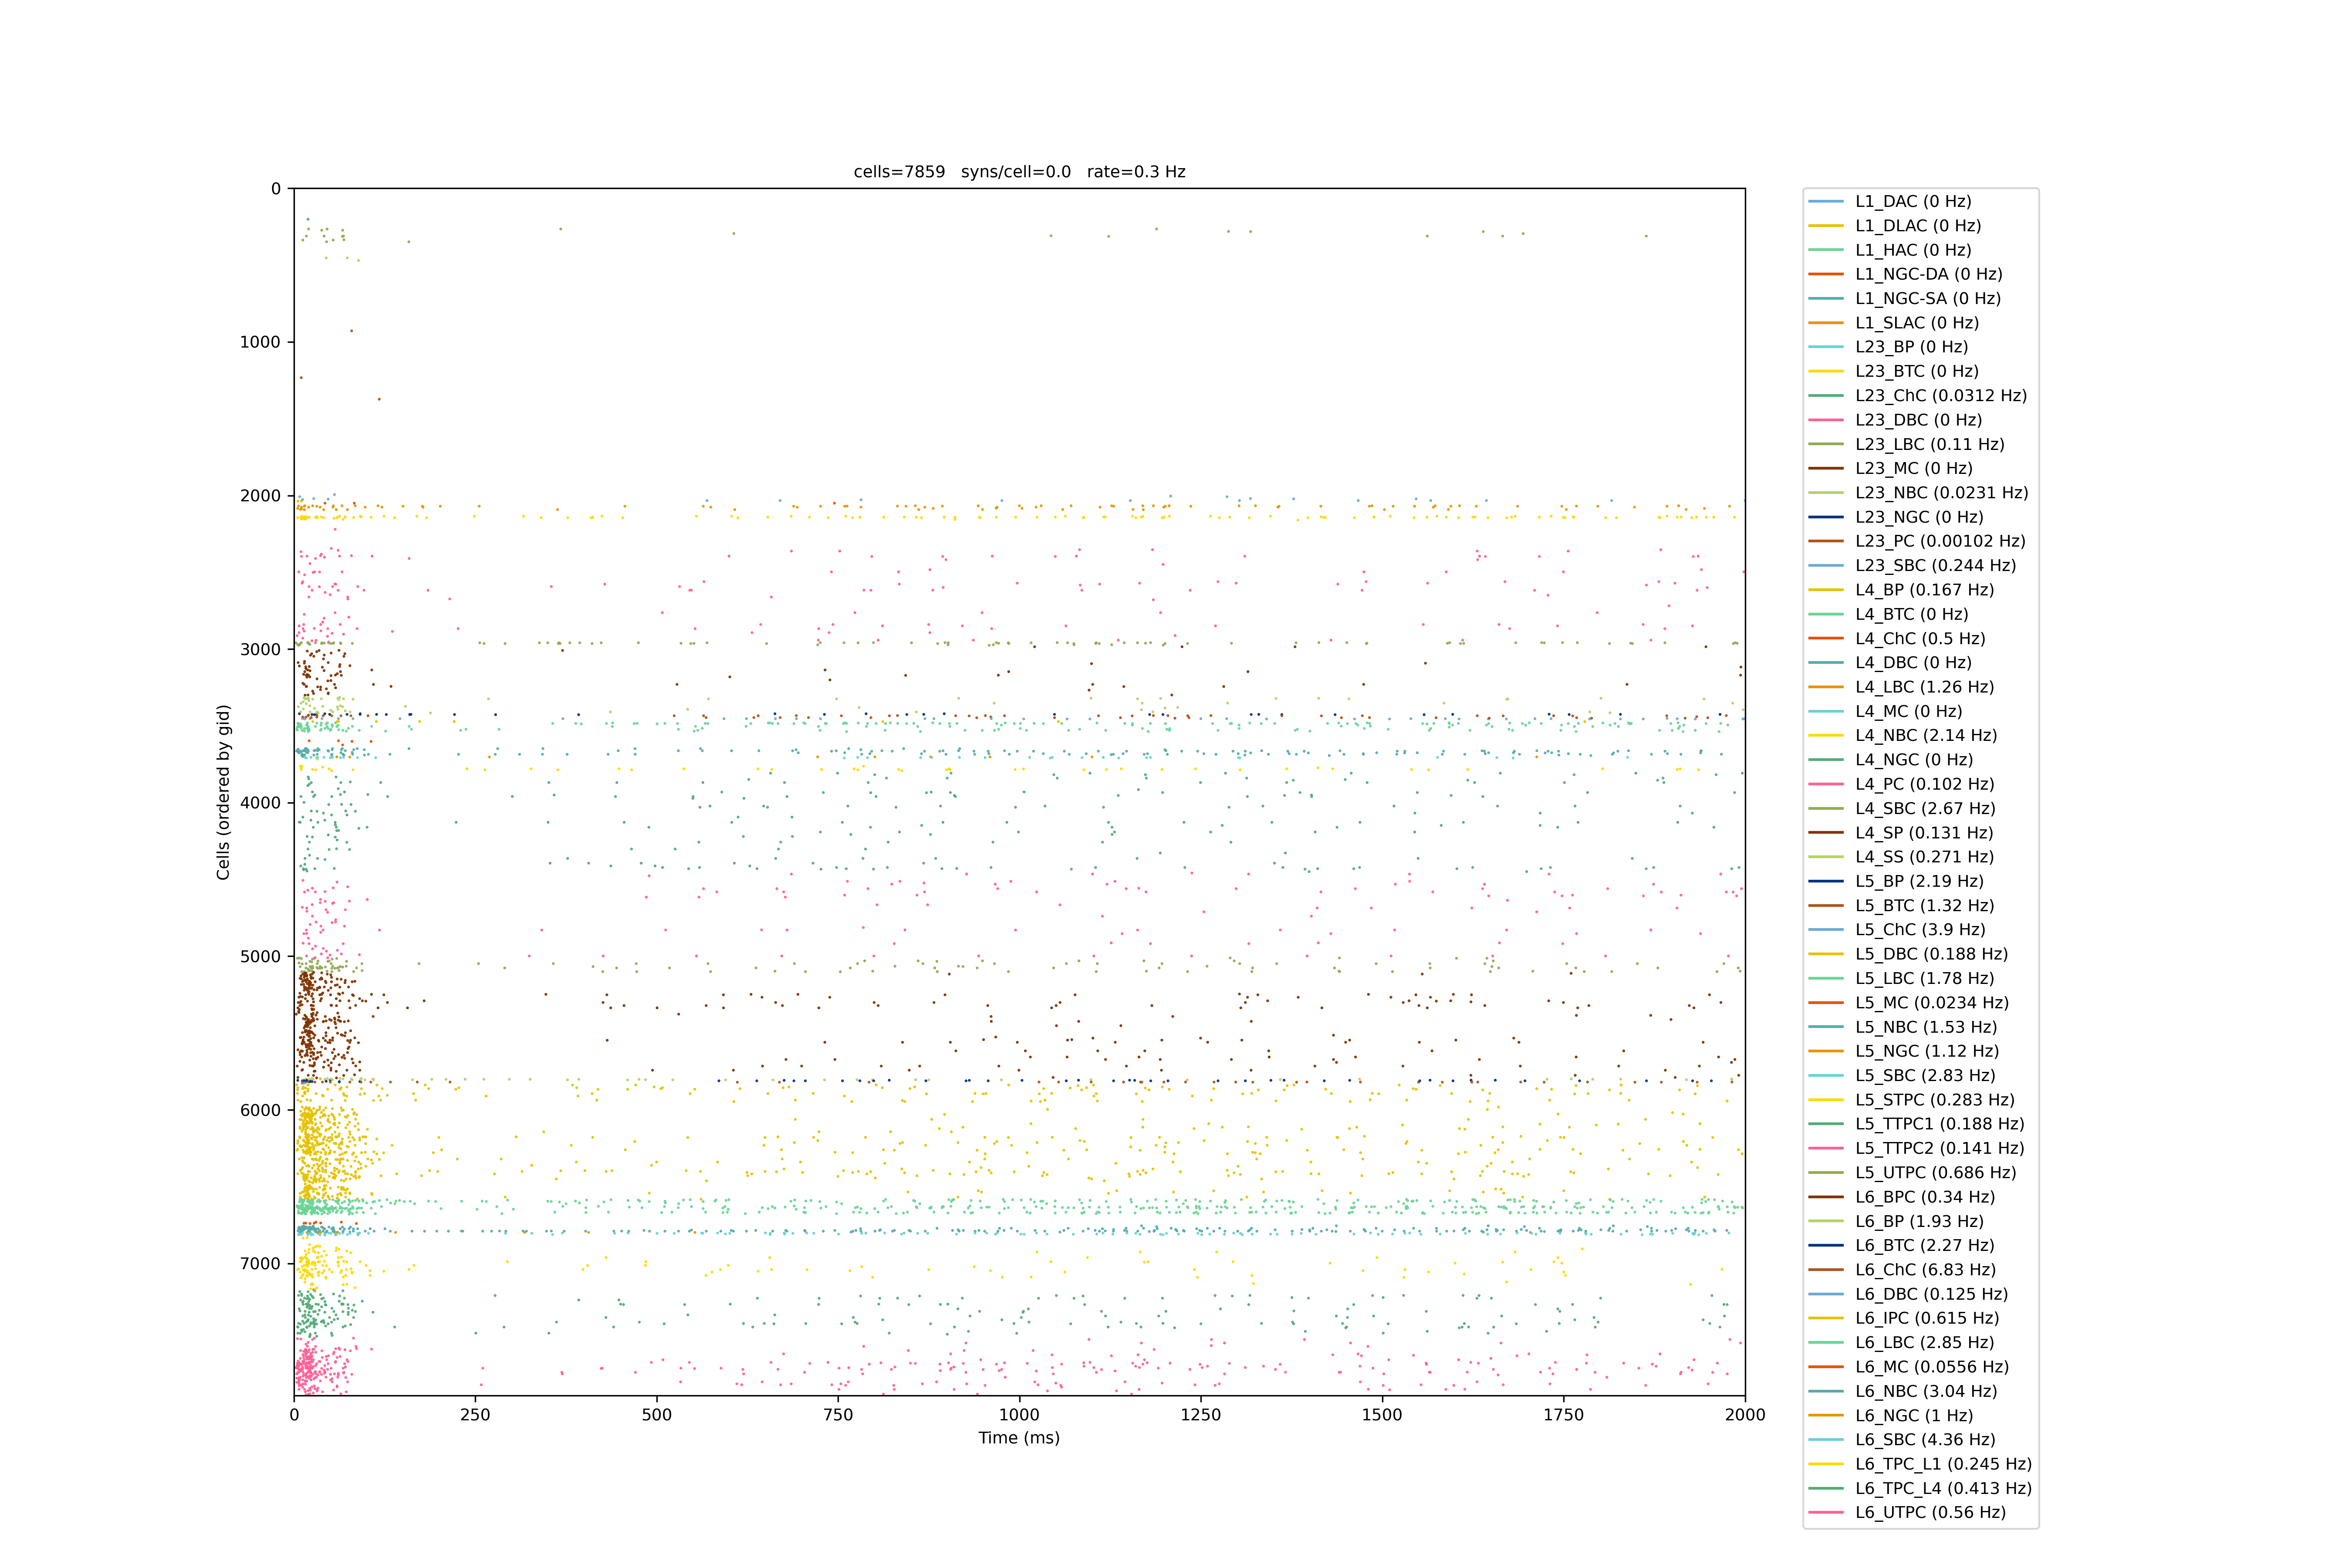 cells=7859   syns/cell=0.0   rate=0.3 Hz
0
1000
2000
3000
4000
5000
6000
7000
Cells (ordered by gid)
0
250
500
750
1000
1250
1500
1750
2000
Time (ms)
L1_DAC (0 Hz)
L1_DLAC (0 Hz)
L1_HAC (0 Hz)
L1_NGC-DA (0 Hz)
L1_NGC-SA (0 Hz)
L1_SLAC (0 Hz)
L23_BP (0 Hz)
L23_BTC (0 Hz)
L23_ChC (0.0312 Hz)
L23_DBC (0 Hz)
L23_LBC (0.11 Hz)
L23_MC (0 Hz)
L23_NBC (0.0231 Hz)
L23_NGC (0 Hz)
L23_PC (0.00102 Hz)
L23_SBC (0.244 Hz)
L4_BP (0.167 Hz)
L4_BTC (0 Hz)
L4_ChC (0.5 Hz)
L4_DBC (0 Hz)
L4_LBC (1.26 Hz)
L4_MC (0 Hz)
L4_NBC (2.14 Hz)
L4_NGC (0 Hz)
L4_PC (0.102 Hz)
L4_SBC (2.67 Hz)
L4_SP (0.131 Hz)
L4_SS (0.271 Hz)
L5_BP (2.19 Hz)
L5_BTC (1.32 Hz)
L5_ChC (3.9 Hz)
L5_DBC (0.188 Hz)
L5_LBC (1.78 Hz)
L5_MC (0.0234 Hz)
L5_NBC (1.53 Hz)
L5_NGC (1.12 Hz)
L5_SBC (2.83 Hz)
L5_STPC (0.283 Hz)
L5_TTPC1 (0.188 Hz)
L5_TTPC2 (0.141 Hz)
L5_UTPC (0.686 Hz)
L6_BPC (0.34 Hz)
L6_BP (1.93 Hz)
L6_BTC (2.27 Hz)
L6_ChC (6.83 Hz)
L6_DBC (0.125 Hz)
L6_IPC (0.615 Hz)
L6_LBC (2.85 Hz)
L6_MC (0.0556 Hz)
L6_NBC (3.04 Hz)
L6_NGC (1 Hz)
L6_SBC (4.36 Hz)
L6_TPC_L1 (0.245 Hz)
L6_TPC_L4 (0.413 Hz)
L6_UTPC (0.56 Hz)